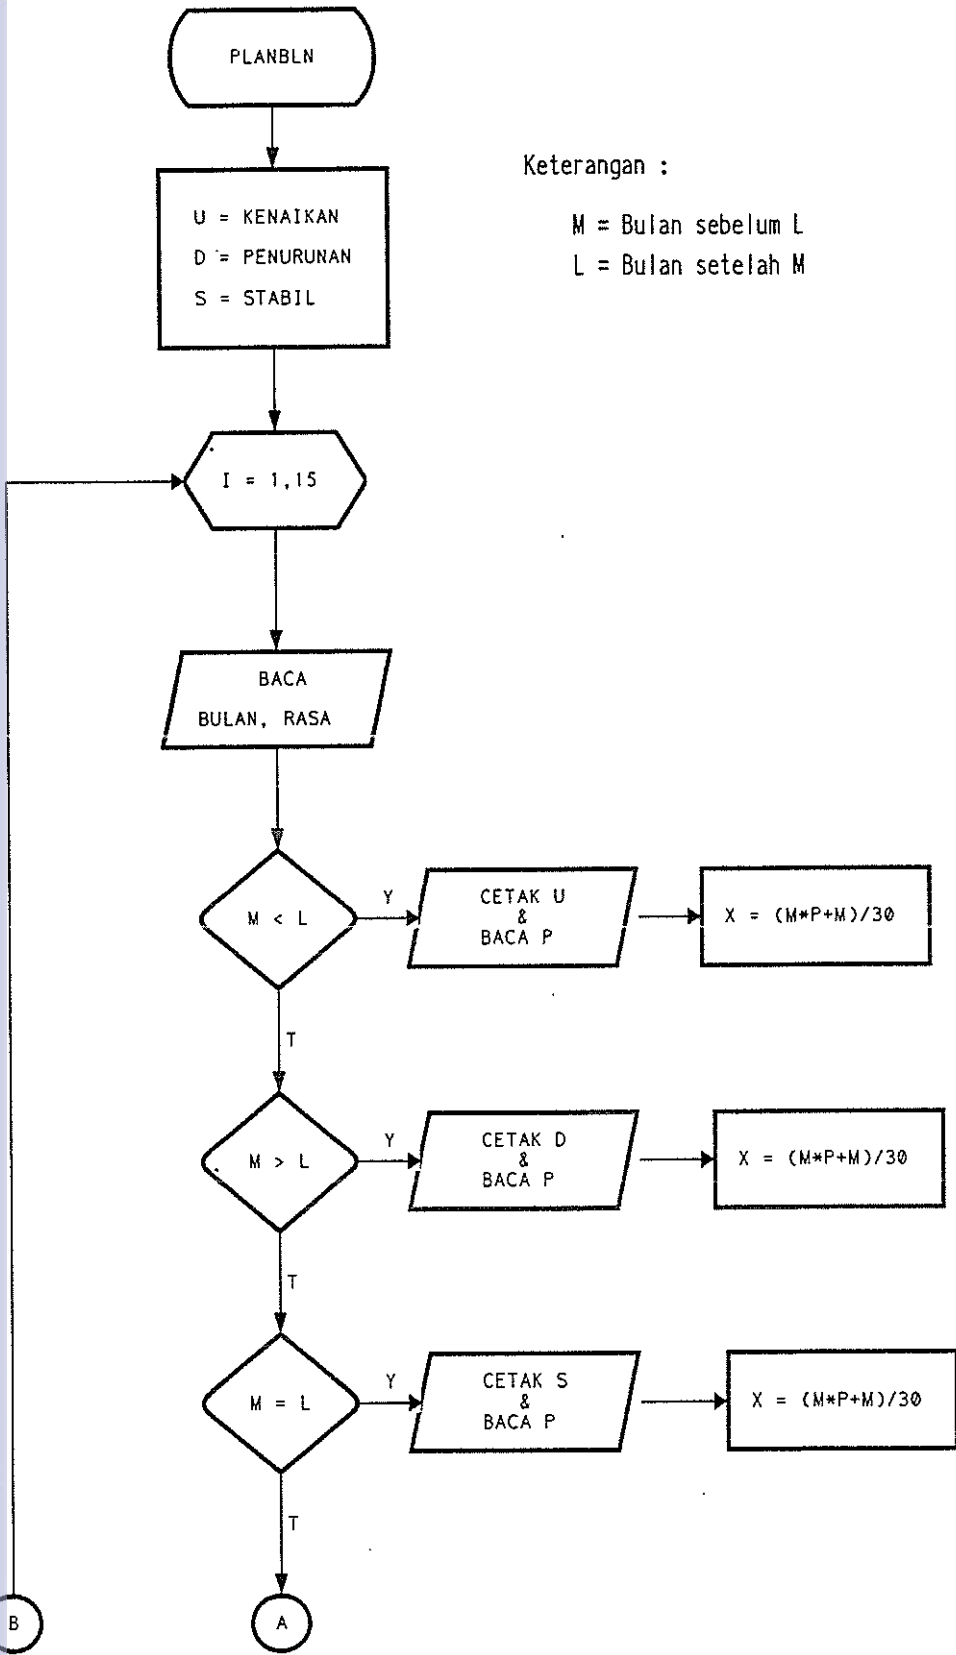 PLANBLN
Keterangan :
M = Bulan sebelum L
L = Bulan setelah M
U = KENAIKAN
D = PENURUNAN
S = STABIL
I = 1,15
BACA
BULAN, RASA
M < L
Y
CETAK U
&
BACA P
X = (M*P+M)/30
T
M > L
Y
CETAK D
&
BACA P
X = (M*P+M)/30
T
M = L
Y
CETAK S
&
BACA P
X = (M*P+M)/30
T
B
A